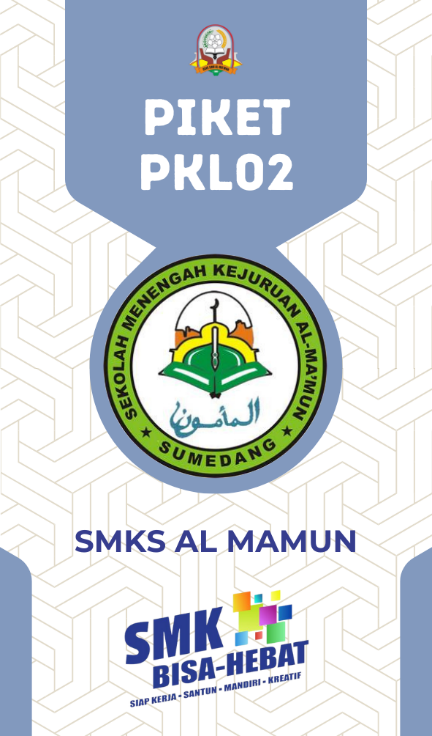 PIKET
PKL02
SEKOLAH MENENGAH KEJURUAN AL-MA'MUN
المأمون
★ SUMEDANG ★
SMKS AL MAMUN
SMK
BISA-HEBAT
SIAP KERJA • SANTUN • MANDIRI • KREATIF